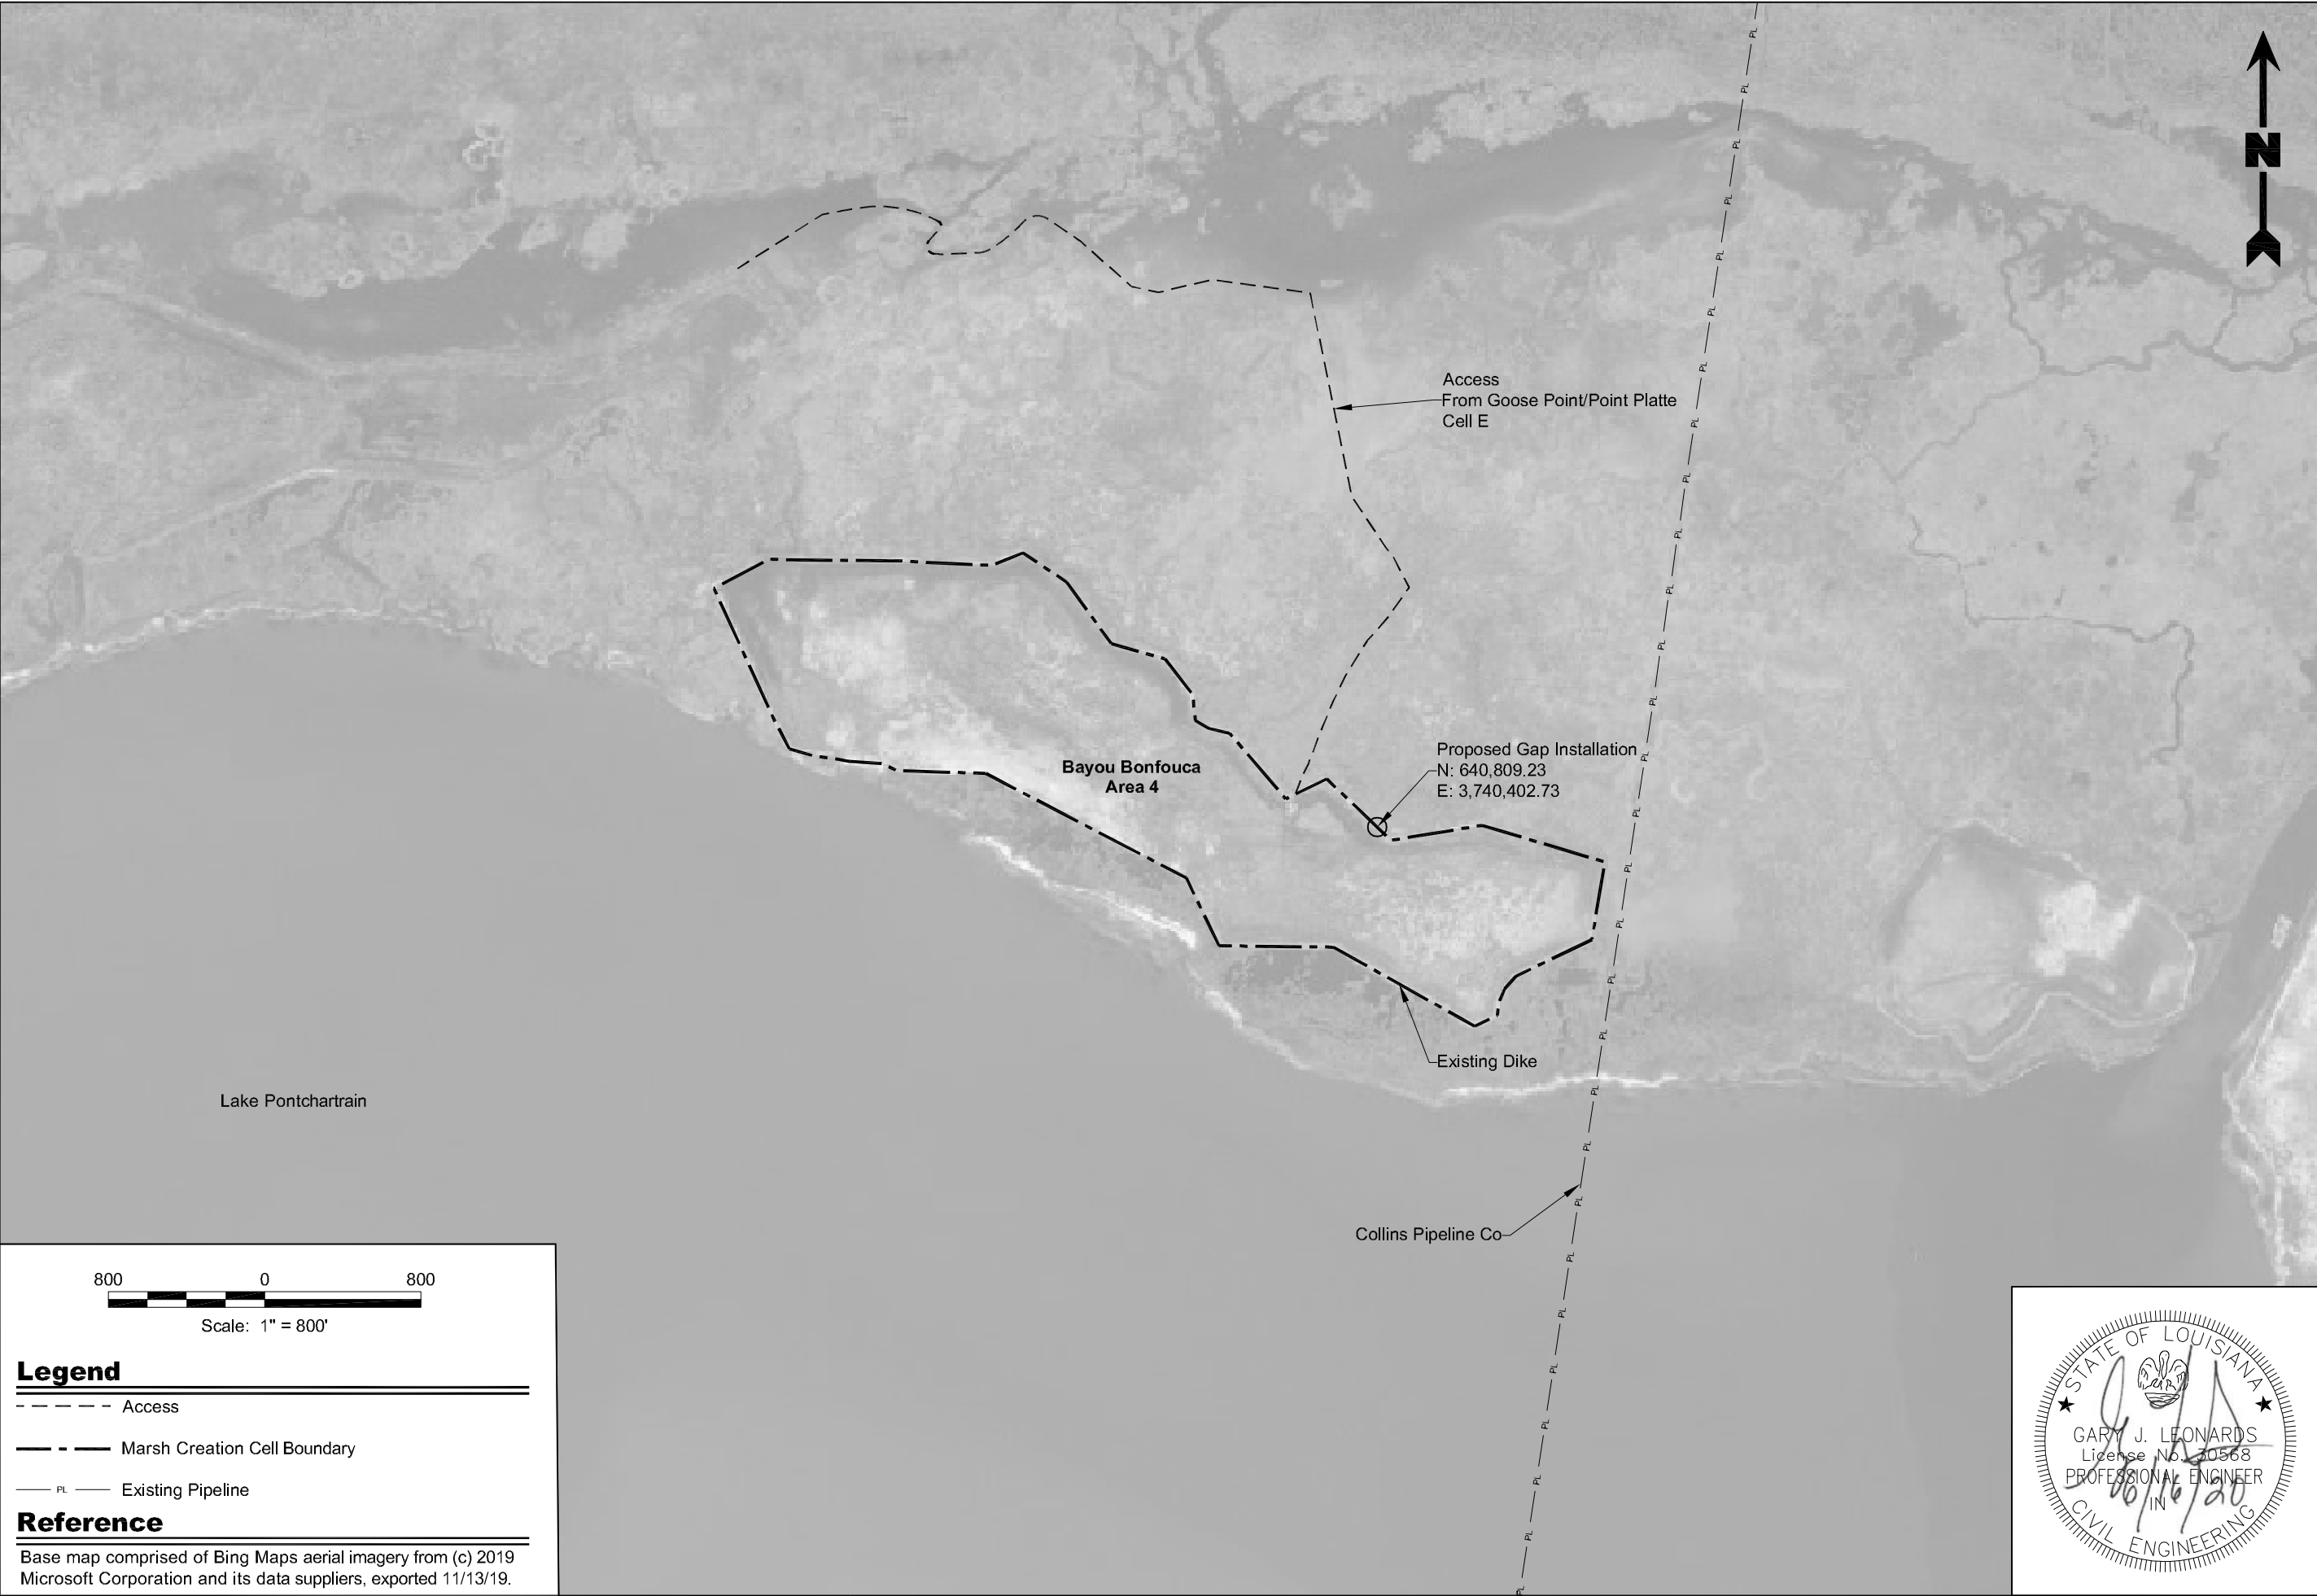 N
Access
From Goose Point/Point Platte
Cell E
Proposed Gap Installation
N: 640,809.23
E: 3,740,402.73
Bayou Bonfouca
Area 4
Existing Dike
Lake Pontchartrain
Collins Pipeline Co
PL
800 0 800
Scale: 1" = 800'
Legend
Access
Marsh Creation Cell Boundary
PL Existing Pipeline
Reference
Base map comprised of Bing Maps aerial imagery from (c) 2019
Microsoft Corporation and its data suppliers, exported 11/13/19.
STATE OF LOUISIANA
GARY J. LEONARDS
License No. 30568
PROFESSIONAL ENGINEER
IN
CIVIL ENGINEERING
06/16/20